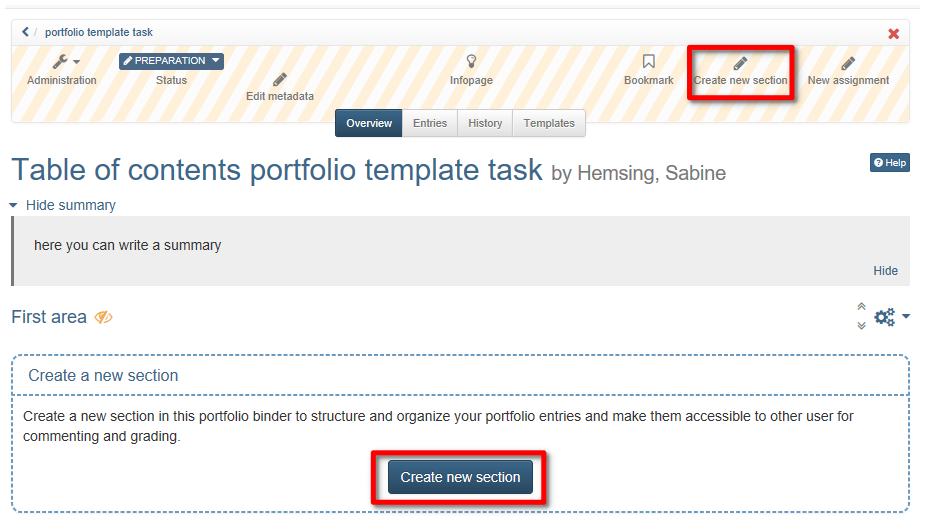 / portfolio template task
Administration
PREPARATION
Status
Edit metadata
Infopage
Bookmark
Create new section
New assignment
Overview
Entries
History
Templates
Table of contents portfolio template task by Hemsing, Sabine
Help
Hide summary
here you can write a summary
Hide
First area
Create a new section
Create a new section in this portfolio binder to structure and organize your portfolio entries and make them accessible to other user for
commenting and grading.
Create new section